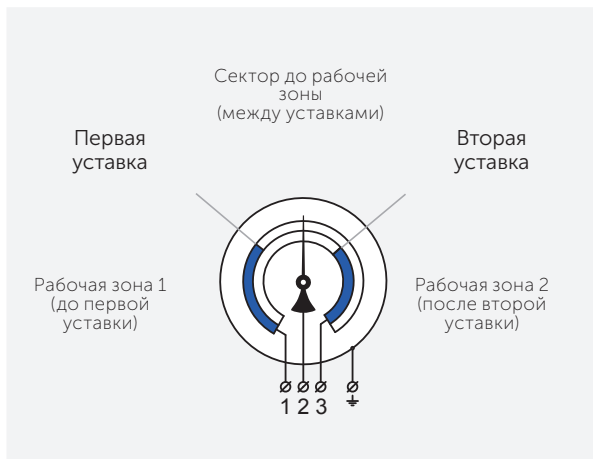 Сектор до рабочей
зоны
(между уставками)
Первая
уставка
Вторая
уставка
Рабочая зона 1
(до первой
уставки)
Рабочая зона 2
(после второй
уставки)
1 2 3